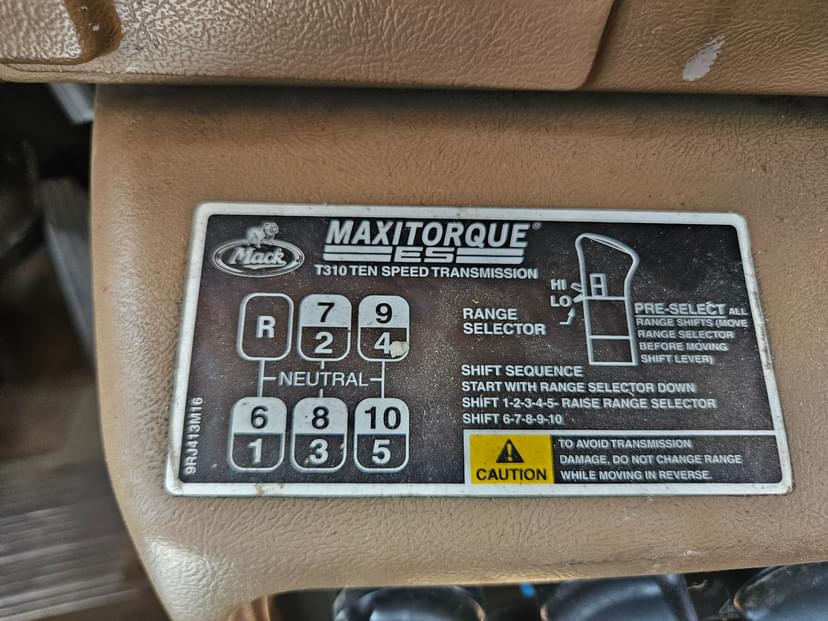 Mack
MAXITORQUE®
ES
T310 TEN SPEED TRANSMISSION
R 7 9
2 4
NEUTRAL
6 8 10
1 3 5
9RJ413M16
HI
LO
RANGE
SELECTOR
PRE-SELECT ALL
RANGE SHIFTS (MOVE
RANGE SELECTOR
BEFORE MOVING
SHIFT LEVER)
SHIFT SEQUENCE
START WITH RANGE SELECTOR DOWN
SHIFT 1-2-3-4-5- RAISE RANGE SELECTOR
SHIFT 6-7-8-9-10
CAUTION
TO AVOID TRANSMISSION
DAMAGE, DO NOT CHANGE RANGE
WHILE MOVING IN REVERSE.